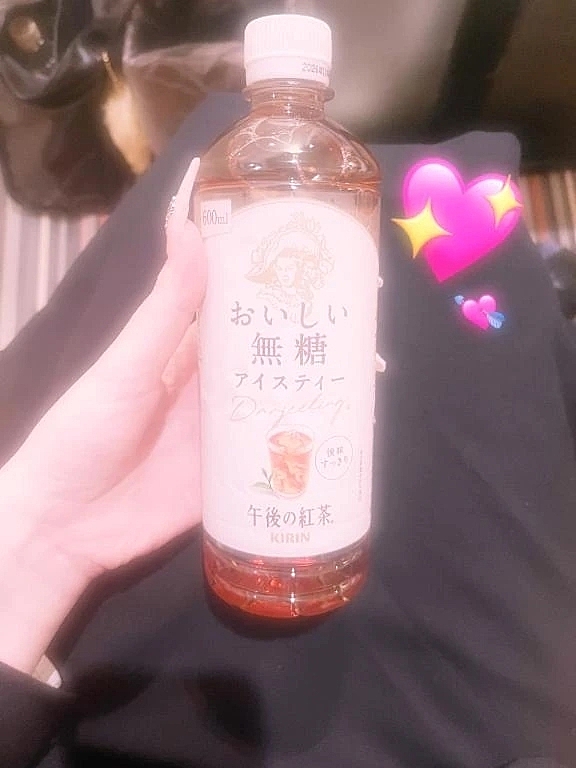 600ml
おいしい
無糖
アイスティー
Darjeeling
後味
すっきり
午後の紅茶
KIRIN